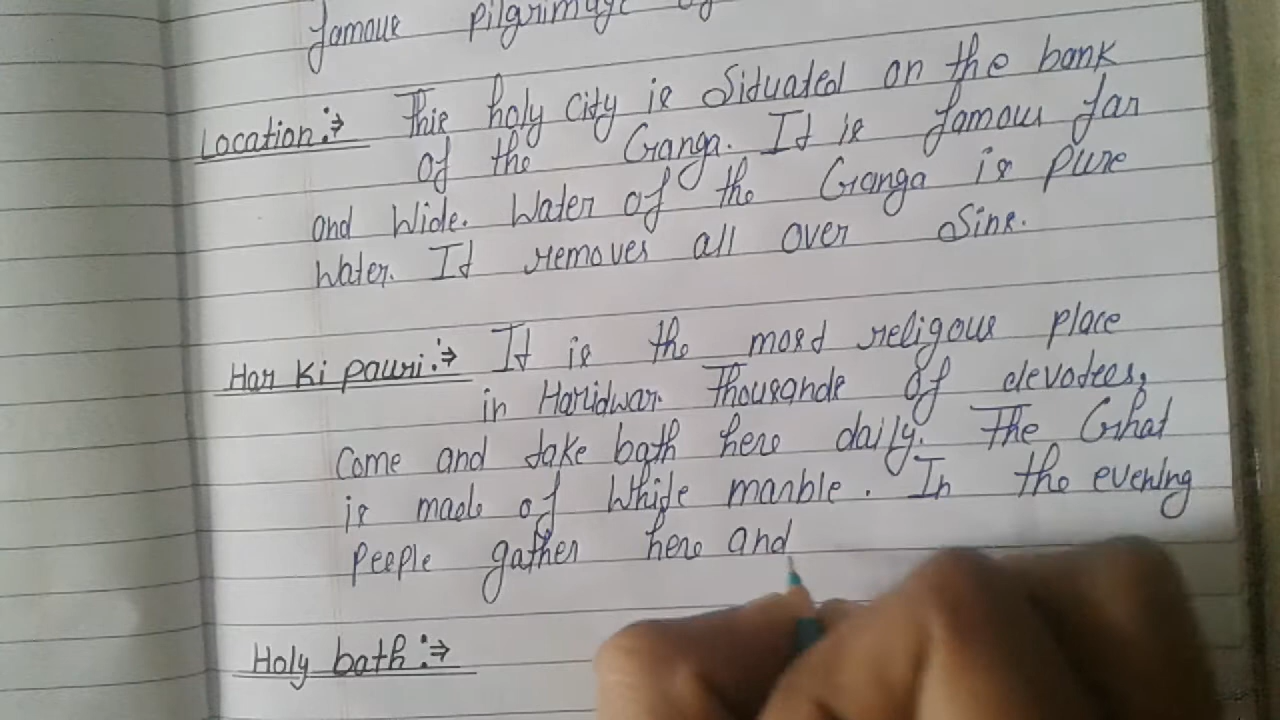 famous pilgrimage of
Location :→ This holy City is Situated on the bank
of the Ganga. It is famous far
and Wide. Water of the Ganga is pure
Water. It removes all over Sins.
Har Ki pauri :→ It is the most religous place
in Haridwar. Thousands of devotees,
Come and take bath here daily. The Ghat
is made of White marble. In the evening
Peeple gather here and
Holy bath :→